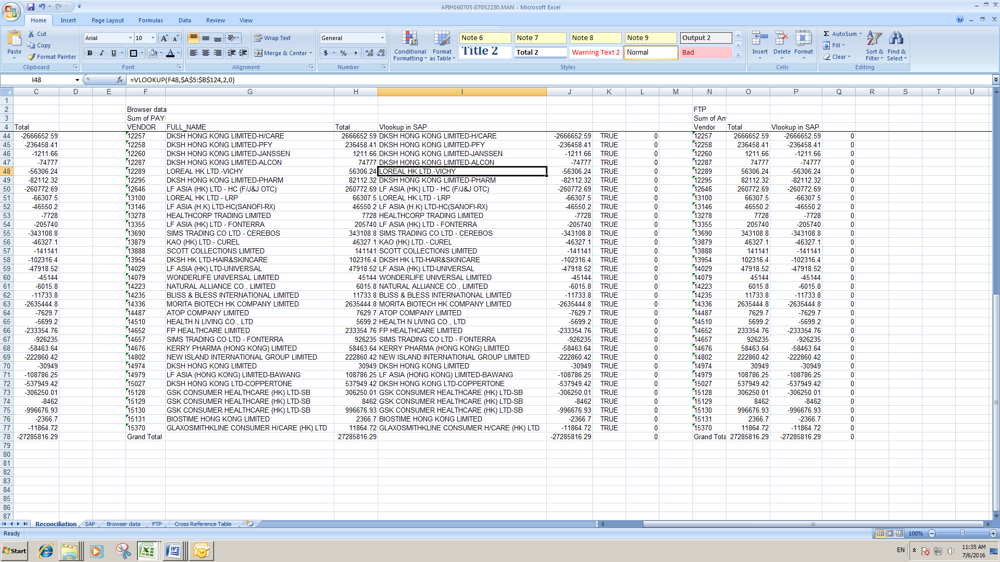 APIH160705-07052230.MAN - Microsoft Excel
Home Insert Page Layout Formulas Data Review View
Paste Cut Copy Format Painter
Arial 10
B I U
Wrap Text
Merge & Center
General
$ % ,
Conditional Formatting
Format as Table
Note 6 Note 7 Note 8 Note 9 Output 2
Title 2 Total 2 Warning Text 2 Normal Bad
Insert Delete Format
AutoSum Fill Clear
Sort & Filter
Find & Select
Clipboard Font Alignment Number Styles Cells Editing
I48 fx =VLOOKUP(F48,$A$5:$B$124,2,0)
C D E F G H I J K L M N O P Q R S T U
1
2 Browser data FTP
3 Sum of PAY Sum of Am
4 Total VENDOR FULL_NAME Total Vlookup in SAP Vendor Total Vlookup in SAP
44 -2666652.59 12257 DKSH HONG KONG LIMITED-H/CARE 2666652.59 DKSH HONG KONG LIMITED-H/CARE -2666652.59 TRUE 0 12257 2666652.59 -2666652.59 0
45 -236458.41 12258 DKSH HONG KONG LIMITED-PFY 236458.41 DKSH HONG KONG LIMITED-PFY -236458.41 TRUE 0 12258 236458.41 -236458.41 0
46 -1211.66 12260 DKSH HONG KONG LIMITED-JANSSEN 1211.66 DKSH HONG KONG LIMITED-JANSSEN -1211.66 TRUE 0 12260 1211.66 -1211.66 0
47 -74777 12287 DKSH HONG KONG LIMITED-ALCON 74777 DKSH HONG KONG LIMITED-ALCON -74777 TRUE 0 12287 74777 -74777 0
48 -56306.24 12289 LOREAL HK LTD.-VICHY 56306.24 LOREAL HK LTD.-VICHY -56306.24 TRUE 0 12289 56306.24 -56306.24 0
49 -82112.32 12295 DKSH HONG KONG LIMITED-PHARM 82112.32 DKSH HONG KONG LIMITED-PHARM -82112.32 TRUE 0 12295 82112.32 -82112.32 0
50 -260772.69 12646 LF ASIA (HK) LTD - HC (F/J&J OTC) 260772.69 LF ASIA (HK) LTD - HC (F/J&J OTC) -260772.69 TRUE 0 12646 260772.69 -260772.69 0
51 -66307.5 13100 LOREAL HK LTD - LRP 66307.5 LOREAL HK LTD - LRP -66307.5 TRUE 0 13100 66307.5 -66307.5 0
52 -46550.2 13146 LF ASIA (H.K) LTD-HC(SANOFI-RX) 46550.2 LF ASIA (H.K) LTD-HC(SANOFI-RX) -46550.2 TRUE 0 13146 46550.2 -46550.2 0
53 -7728 13278 HEALTHCORP TRADING LIMITED 7728 HEALTHCORP TRADING LIMITED -7728 TRUE 0 13278 7728 -7728 0
54 -205740 13355 LF ASIA (HK) LTD - FONTERRA 205740 LF ASIA (HK) LTD - FONTERRA -205740 TRUE 0 13355 205740 -205740 0
55 -343108.8 13690 SIMS TRADING CO LTD - CEREBOS 343108.8 SIMS TRADING CO LTD - CEREBOS -343108.8 TRUE 0 13690 343108.8 -343108.8 0
56 -46327.1 13879 KAO (HK) LTD.- CUREL 46327.1 KAO (HK) LTD.- CUREL -46327.1 TRUE 0 13879 46327.1 -46327.1 0
57 -141141 13888 SCOTT COLLECTIONS LIMITED 141141 SCOTT COLLECTIONS LIMITED -141141 TRUE 0 13888 141141 -141141 0
58 -102316.4 13954 DKSH HK LTD-HAIR&SKINCARE 102316.4 DKSH HK LTD-HAIR&SKINCARE -102316.4 TRUE 0 13954 102316.4 -102316.4 0
59 -47918.52 14029 LF ASIA (HK) LTD-UNIVERSAL 47918.52 LF ASIA (HK) LTD-UNIVERSAL -47918.52 TRUE 0 14029 47918.52 -47918.52 0
60 -45144 14079 WONDERLIFE UNIVERSAL LIMITED 45144 WONDERLIFE UNIVERSAL LIMITED -45144 TRUE 0 14079 45144 -45144 0
61 -6015.8 14223 NATURAL ALLIANCE CO., LIMITED 6015.8 NATURAL ALLIANCE CO., LIMITED -6015.8 TRUE 0 14223 6015.8 -6015.8 0
62 -11733.8 14235 BLISS & BLESS INTERNATIONAL LIMITED 11733.8 BLISS & BLESS INTERNATIONAL LIMITED -11733.8 TRUE 0 14235 11733.8 -11733.8 0
63 -2635444.8 14336 MORITA BIOTECH HK COMPANY LIMITED 2635444.8 MORITA BIOTECH HK COMPANY LIMITED -2635444.8 TRUE 0 14336 2635444.8 -2635444.8 0
64 -7629.7 14487 ATOP COMPANY LIMITED 7629.7 ATOP COMPANY LIMITED -7629.7 TRUE 0 14487 7629.7 -7629.7 0
65 -5699.2 14510 HEALTH N LIVING CO., LTD 5699.2 HEALTH N LIVING CO., LTD -5699.2 TRUE 0 14510 5699.2 -5699.2 0
66 -233354.76 14652 FP HEALTHCARE LIMITED 233354.76 FP HEALTHCARE LIMITED -233354.76 TRUE 0 14652 233354.76 -233354.76 0
67 -926235 14657 SIMS TRADING CO LTD - FONTERRA 926235 SIMS TRADING CO LTD - FONTERRA -926235 TRUE 0 14657 926235 -926235 0
68 -58463.64 14676 KERRY PHARMA (HONG KONG) LIMITED 58463.64 KERRY PHARMA (HONG KONG) LIMITED -58463.64 TRUE 0 14676 58463.64 -58463.64 0
69 -222860.42 14802 NEW ISLAND INTERNATIONAL GROUP LIMITED 222860.42 NEW ISLAND INTERNATIONAL GROUP LIMITED -222860.42 TRUE 0 14802 222860.42 -222860.42 0
70 -30949 14974 DKSH HONG KONG LIMITED 30949 DKSH HONG KONG LIMITED -30949 TRUE 0 14974 30949 -30949 0
71 -108786.25 14979 LF ASIA (HONG KONG) LIMITED-BAWANG 108786.25 LF ASIA (HONG KONG) LIMITED-BAWANG -108786.25 TRUE 0 14979 108786.25 -108786.25 0
72 -537949.42 15027 DKSH HONG KONG LTD-COPPERTONE 537949.42 DKSH HONG KONG LTD-COPPERTONE -537949.42 TRUE 0 15027 537949.42 -537949.42 0
73 -306250.01 15128 GSK CONSUMER HEALTHCARE (HK) LTD-SB 306250.01 GSK CONSUMER HEALTHCARE (HK) LTD-SB -306250.01 TRUE 0 15128 306250.01 -306250.01 0
74 -8462 15129 GSK CONSUMER HEALTHCARE (HK) LTD-SB 8462 GSK CONSUMER HEALTHCARE (HK) LTD-SB -8462 TRUE 0 15129 8462 -8462 0
75 -996676.93 15130 GSK CONSUMER HEALTHCARE (HK) LTD-SB 996676.93 GSK CONSUMER HEALTHCARE (HK) LTD-SB -996676.93 TRUE 0 15130 996676.93 -996676.93 0
76 -2366.7 15131 BIOSTIME HONG KONG LIMITED 2366.7 BIOSTIME HONG KONG LIMITED -2366.7 TRUE 0 15131 2366.7 -2366.7 0
77 -11864.72 15370 GLAXOSMITHKLINE CONSUMER H/CARE (HK) LTD 11864.72 GLAXOSMITHKLINE CONSUMER H/CARE (HK) LTD -11864.72 TRUE 0 15370 11864.72 -11864.72 0
78 -27285816.29 Grand Total 27285816.29 -27285816.29 0 Grand Tota 27285816.29 -27285816.29 0
79
80
81
82
83
84
85
86
87
Reconciliation SAP Browser data FTP Cross Reference Table
Ready 100%
Start EN 11:35 AM
7/6/2016